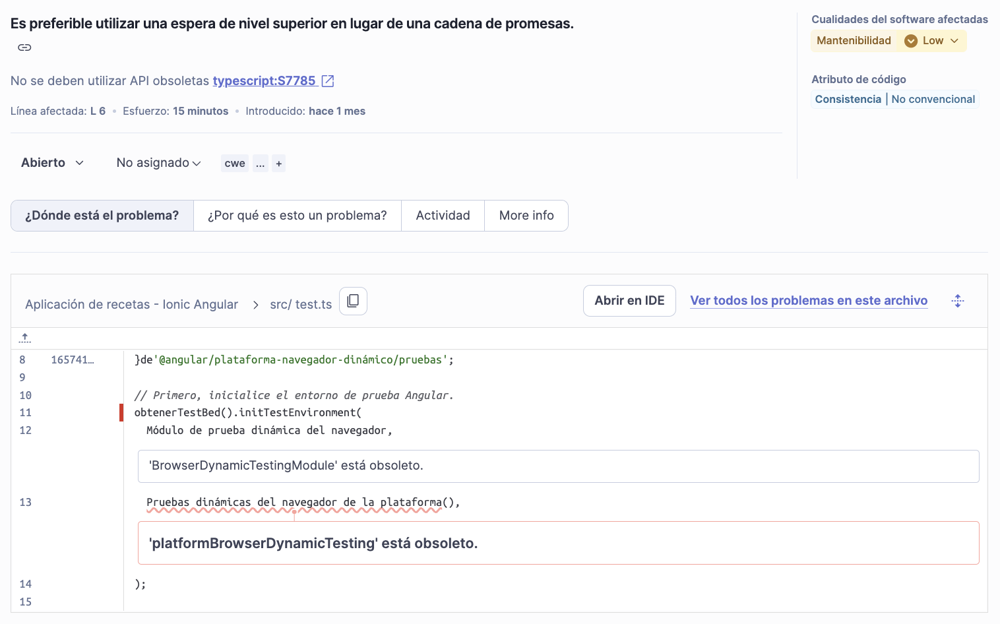 Es preferible utilizar una espera de nivel superior en lugar de una cadena de promesas.
No se deben utilizar API obsoletas typescript:S7785
Línea afectada: L 6 • Esfuerzo: 15 minutos • Introducido: hace 1 mes
Cualidades del software afectadas
Mantenibilidad Low
Atributo de código
Consistencia | No convencional
Abierto No asignado cwe ... +
¿Dónde está el problema? ¿Por qué es esto un problema? Actividad More info
Aplicación de recetas - Ionic Angular > src/ test.ts Abrir en IDE Ver todos los problemas en este archivo
8 165741… }de'@angular/plataforma-navegador-dinámico/pruebas';
9
10 // Primero, inicialice el entorno de prueba Angular.
11 obtenerTestBed().initTestEnvironment(
12 Módulo de prueba dinámica del navegador,
'BrowserDynamicTestingModule' está obsoleto.
13 Pruebas dinámicas del navegador de la plataforma(),
'platformBrowserDynamicTesting' está obsoleto.
14 );
15